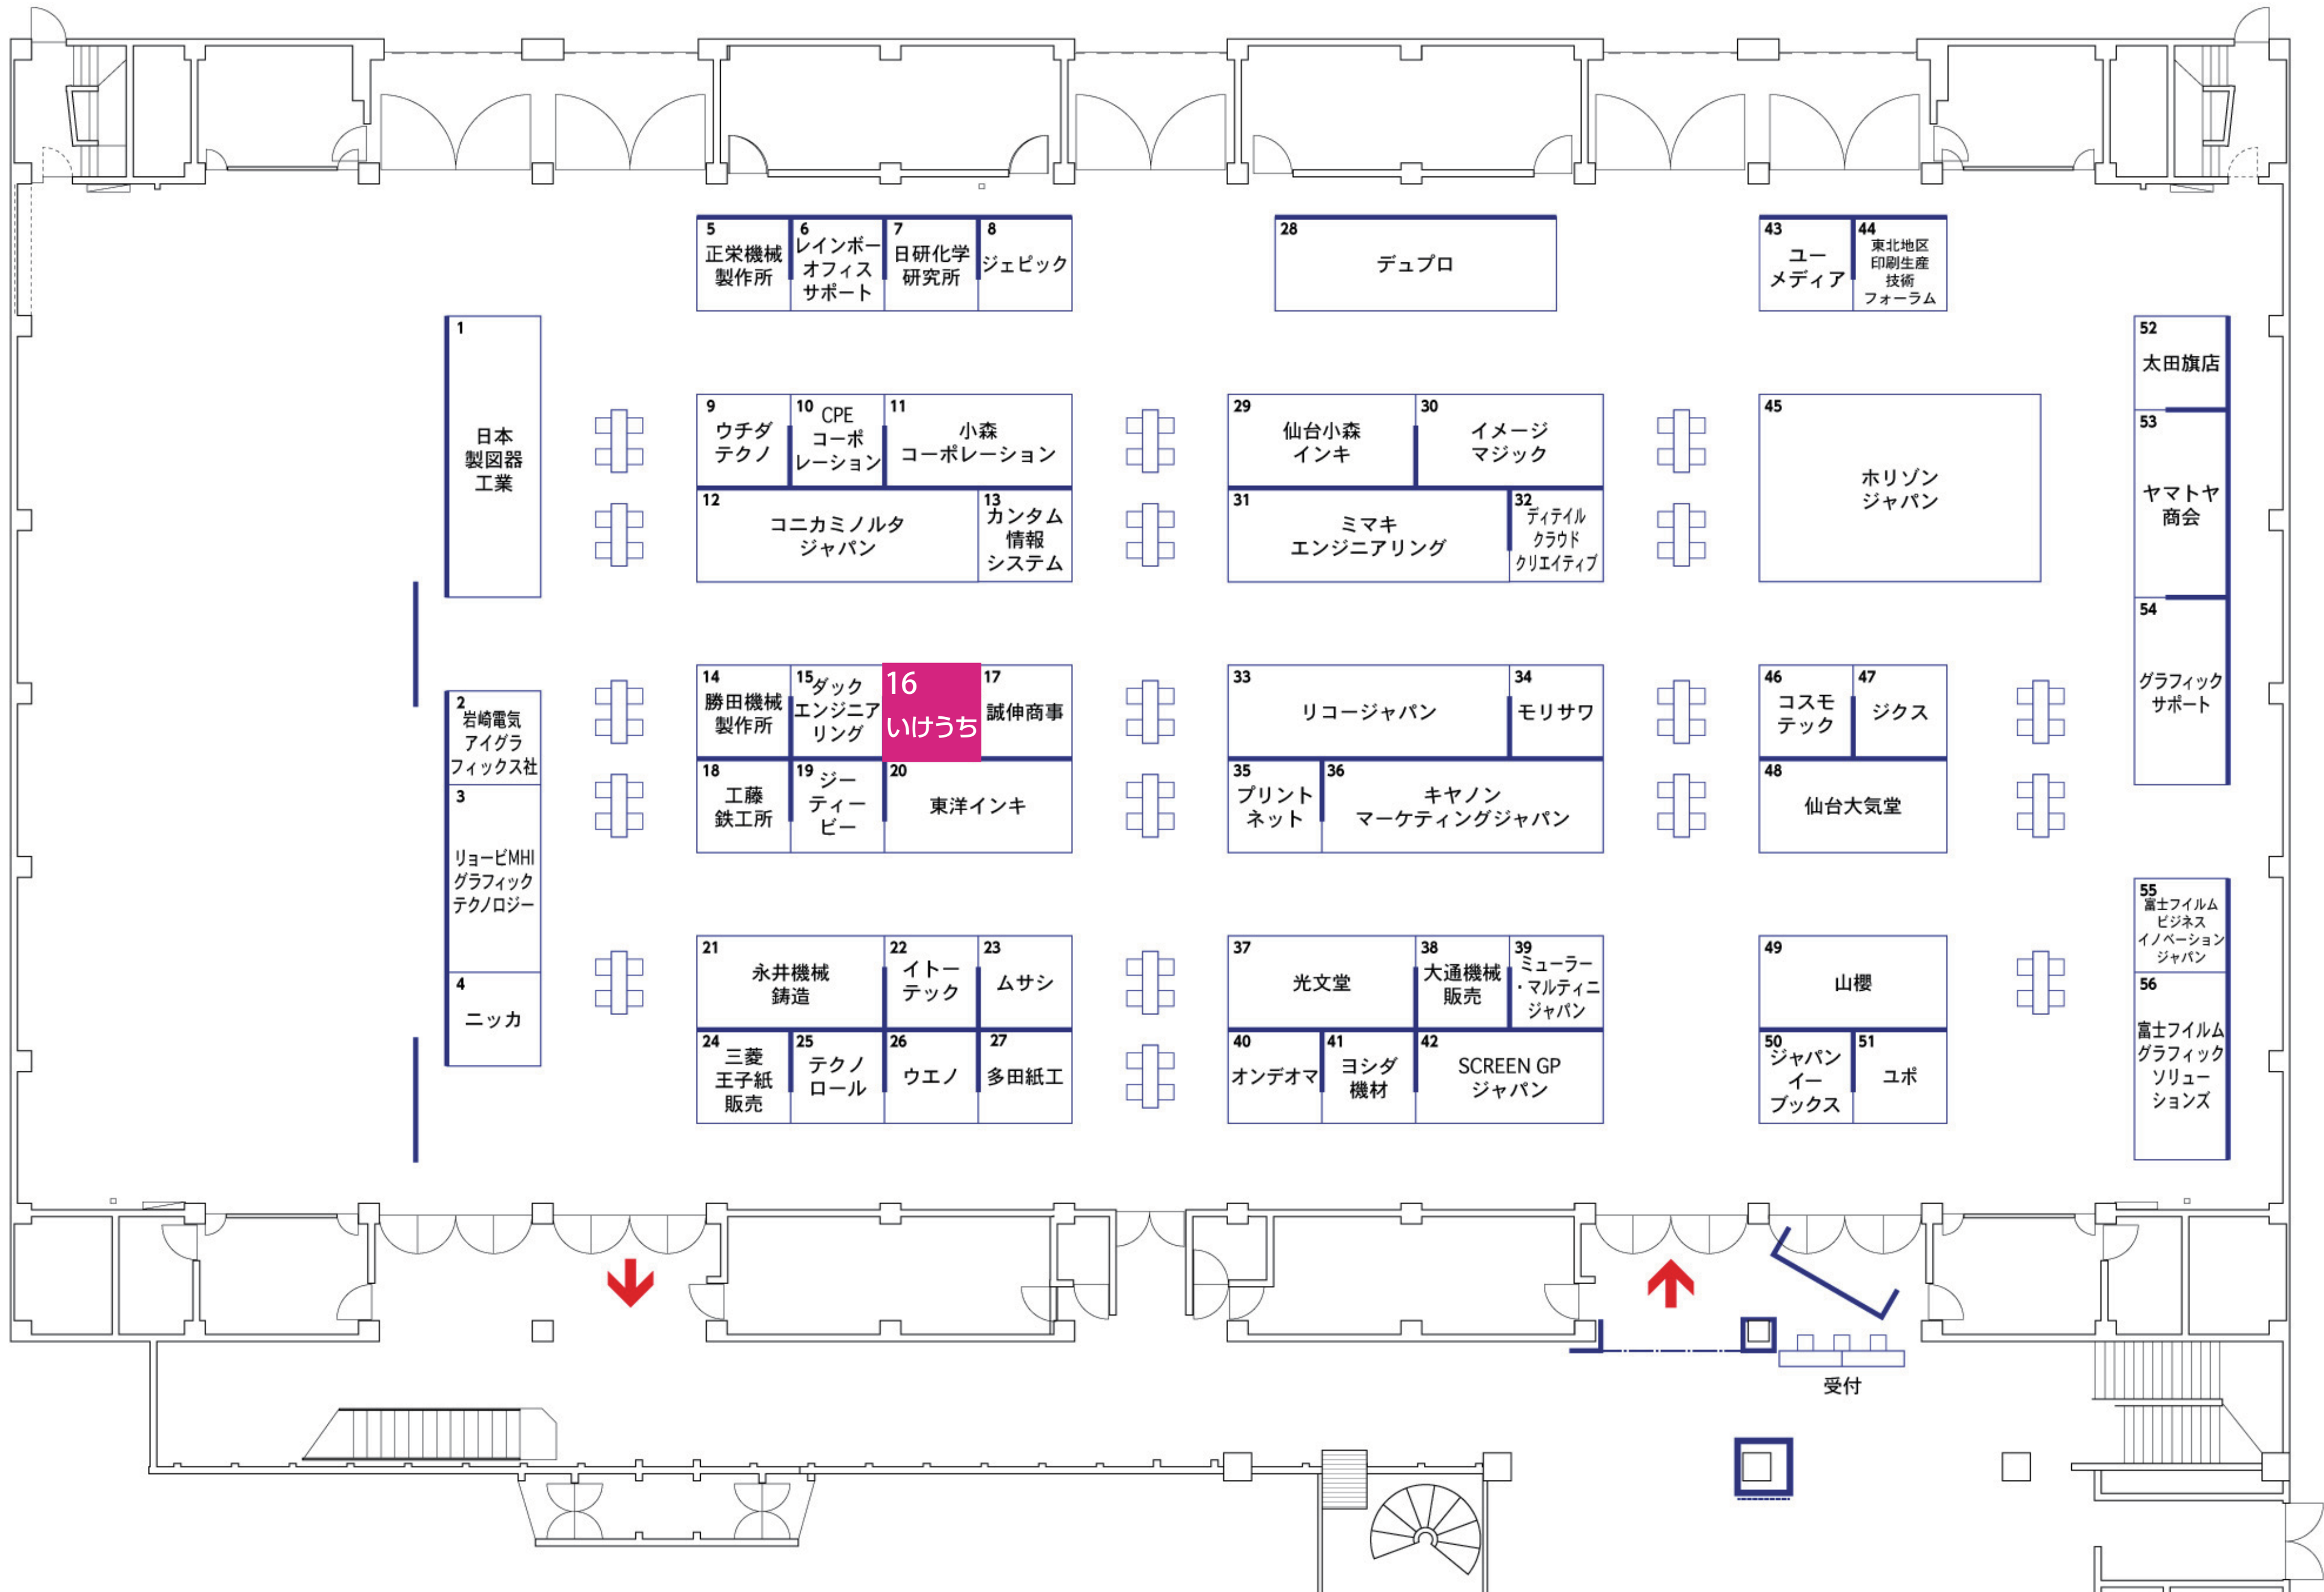 5
正栄機械
製作所
6
レインボー
オフィス
サポート
7
日研化学
研究所
8
ジェピック
28
デュプロ
43
ユー
メディア
44
東北地区
印刷生産
技術
フォーラム
1
日本
製図器
工業
9
ウチダ
テクノ
10
CPE
コーポ
レーション
11
小森
コーポレーション
12
コニカミノルタ
ジャパン
13
カンタム
情報
システム
29
仙台小森
インキ
30
イメージ
マジック
31
ミマキ
エンジニアリング
32
ディテイル
クラウド
クリエイティブ
45
ホリゾン
ジャパン
52
太田旗店
53
ヤマトヤ
商会
54
グラフィック
サポート
2
岩崎電気
アイグラ
フィックス社
3
リョービMHI
グラフィック
テクノロジー
4
ニッカ
14
勝田機械
製作所
15
ダック
エンジニア
リング
16
いけうち
17
誠伸商事
18
工藤
鉄工所
19
ジー
ティー
ビー
20
東洋インキ
33
リコージャパン
34
モリサワ
35
プリント
ネット
36
キヤノン
マーケティングジャパン
46
コスモ
テック
47
ジクス
48
仙台大気堂
21
永井機械
鋳造
22
イトー
テック
23
ムサシ
24
三菱
王子紙
販売
25
テクノ
ロール
26
ウエノ
27
多田紙工
37
光文堂
38
大通機械
販売
39
ミューラー
・マルティニ
ジャパン
40
オンデオマ
41
ヨシダ
機材
42
SCREEN GP
ジャパン
49
山櫻
50
ジャパン
イー
ブックス
51
ユポ
55
富士フイルム
ビジネス
イノベーション
ジャパン
56
富士フイルム
グラフィック
ソリュー
ションズ
受付